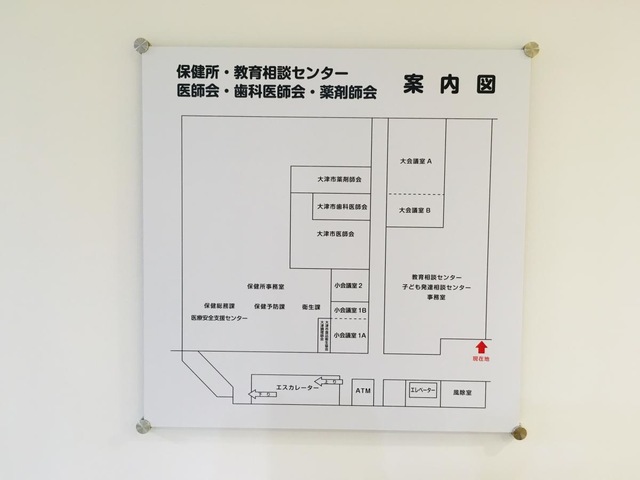 保健所・教育相談センター
医師会・歯科医師会・薬剤師会
案内図
大会議室A
大津市薬剤師会
大津市歯科医師会
大会議室B
大津市医師会
教育相談センター
子ども発達相談センター
事務室
保健所事務室
小会議室2
保健総務課
保健予防課
衛生課
小会議室1B
医療安全支援センター
小会議室1A
現在地
エスカレーター
上り
下り
ATM
エレベーター
風除室